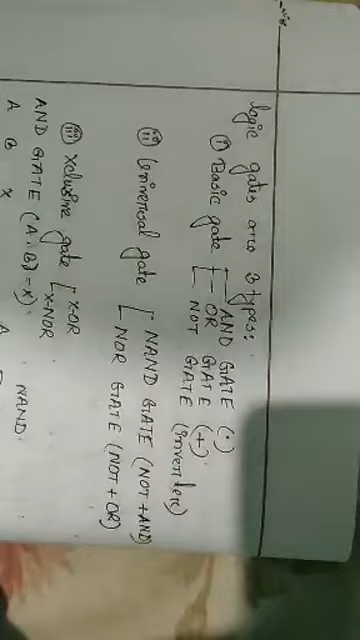 logic gates are 3 types:
(i) Basic gate [ AND GATE (·)
OR GATE (+)
NOT GATE
(ii) Universal gate [ NAND GATE (NOT + AND)
NOR GATE (NOT + OR)
(iii) Xclusive gate [ X-OR
X-NOR
AND GATE (A. B) = X)
NAND.
A B X A